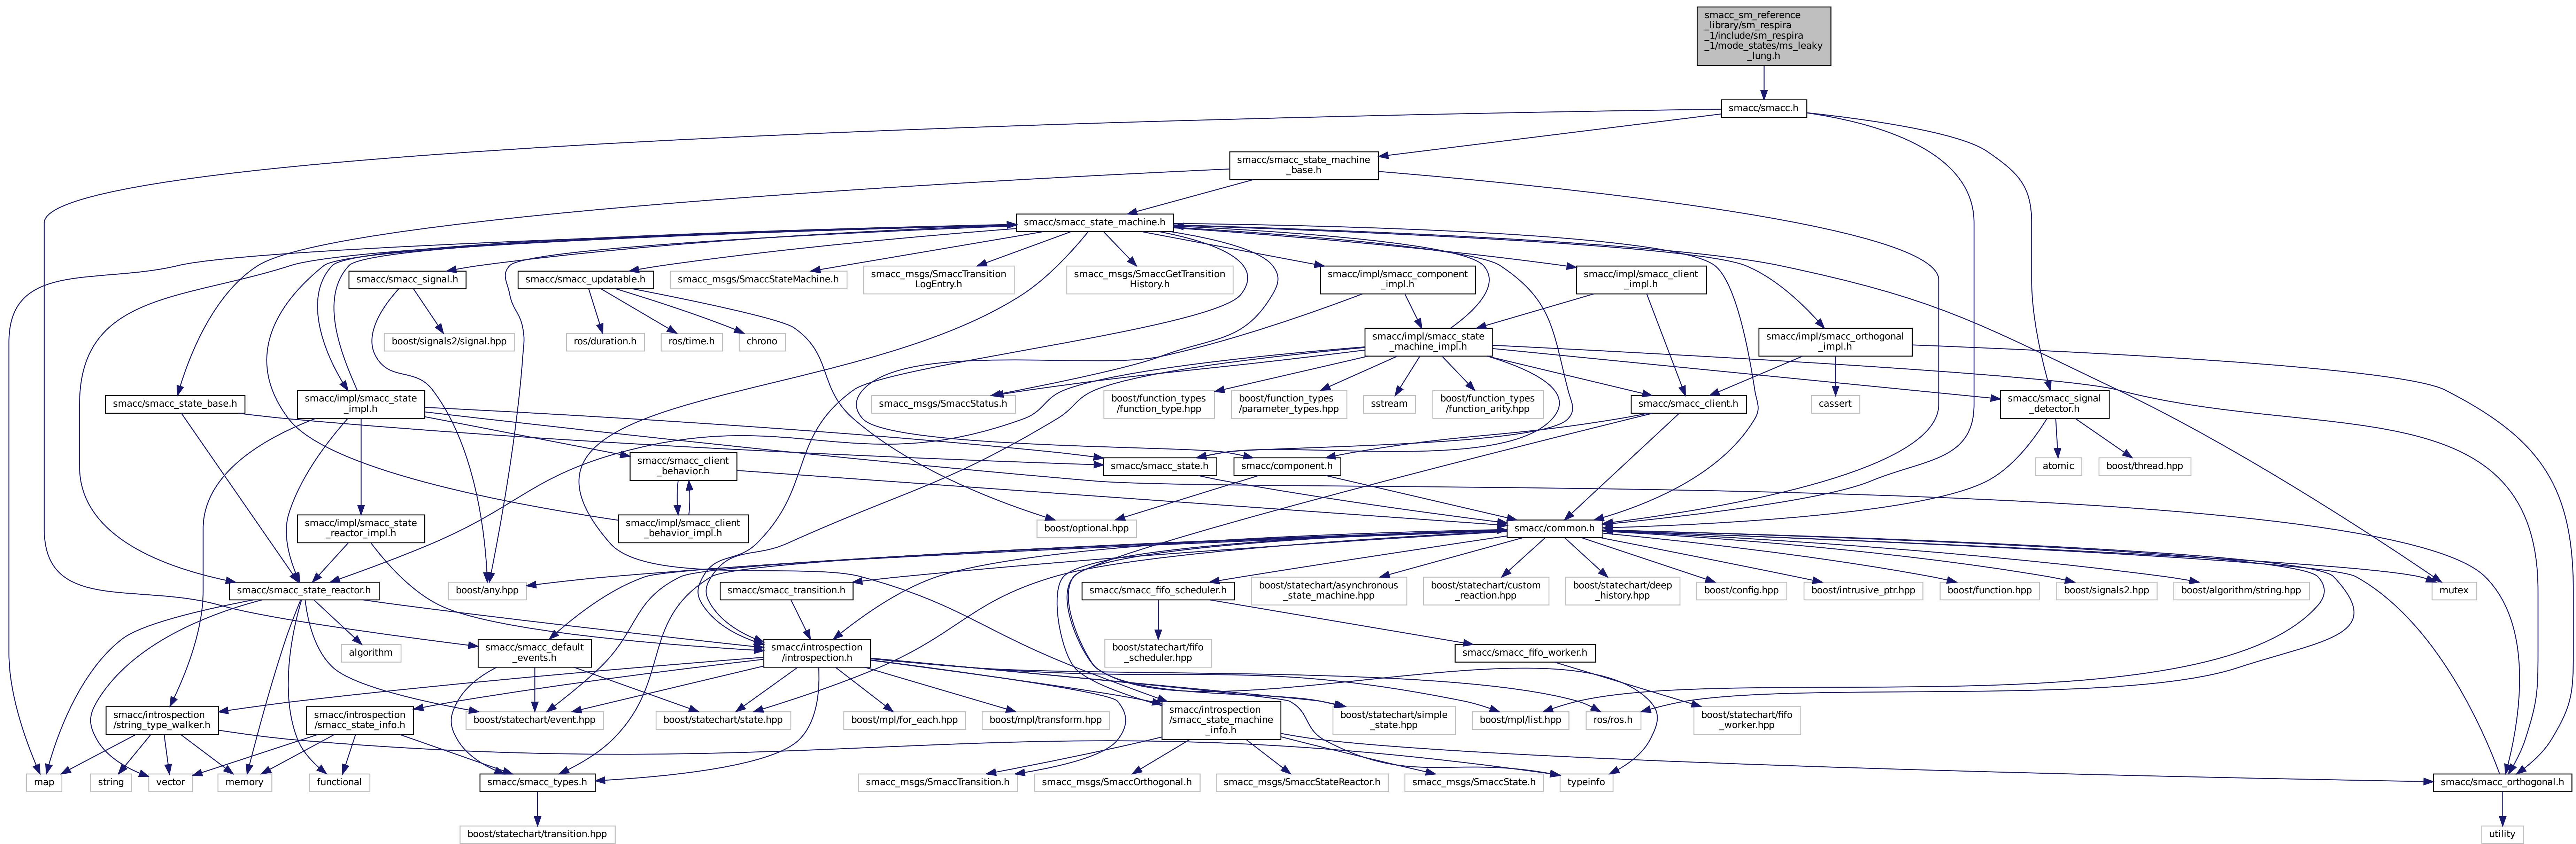 smacc_sm_reference
_library/sm_respira
_1/include/sm_respira
_1/mode_states/ms_leaky
_lung.h
smacc/smacc.h
smacc/smacc_state_machine
_base.h
smacc/smacc_state_machine.h
smacc/smacc_signal.h
smacc/smacc_updatable.h
smacc_msgs/SmaccStateMachine.h
smacc_msgs/SmaccTransition
LogEntry.h
smacc_msgs/SmaccGetTransition
History.h
smacc/impl/smacc_component
_impl.h
smacc/impl/smacc_client
_impl.h
boost/signals2/signal.hpp
ros/duration.h
ros/time.h
chrono
smacc/impl/smacc_state
_machine_impl.h
smacc/impl/smacc_orthogonal
_impl.h
smacc/smacc_state_base.h
smacc/impl/smacc_state
_impl.h
smacc_msgs/SmaccStatus.h
boost/function_types
/function_type.hpp
boost/function_types
/parameter_types.hpp
sstream
boost/function_types
/function_arity.hpp
smacc/smacc_client.h
cassert
smacc/smacc_signal
_detector.h
smacc/smacc_client
_behavior.h
smacc/smacc_state.h
smacc/component.h
atomic
boost/thread.hpp
smacc/impl/smacc_state
_reactor_impl.h
smacc/impl/smacc_client
_behavior_impl.h
boost/optional.hpp
smacc/common.h
smacc/smacc_state_reactor.h
boost/any.hpp
smacc/smacc_transition.h
smacc/smacc_fifo_scheduler.h
boost/statechart/asynchronous
_state_machine.hpp
boost/statechart/custom
_reaction.hpp
boost/statechart/deep
_history.hpp
boost/config.hpp
boost/intrusive_ptr.hpp
boost/function.hpp
boost/signals2.hpp
boost/algorithm/string.hpp
mutex
algorithm
smacc/smacc_default
_events.h
smacc/introspection
/introspection.h
boost/statechart/fifo
_scheduler.hpp
smacc/smacc_fifo_worker.h
smacc/introspection
/string_type_walker.h
smacc/introspection
/smacc_state_info.h
boost/statechart/event.hpp
boost/statechart/state.hpp
boost/mpl/for_each.hpp
boost/mpl/transform.hpp
smacc/introspection
/smacc_state_machine
_info.h
boost/statechart/simple
_state.hpp
boost/mpl/list.hpp
ros/ros.h
boost/statechart/fifo
_worker.hpp
map
string
vector
memory
functional
smacc/smacc_types.h
smacc_msgs/SmaccTransition.h
smacc_msgs/SmaccOrthogonal.h
smacc_msgs/SmaccStateReactor.h
smacc_msgs/SmaccState.h
typeinfo
smacc/smacc_orthogonal.h
boost/statechart/transition.hpp
utility